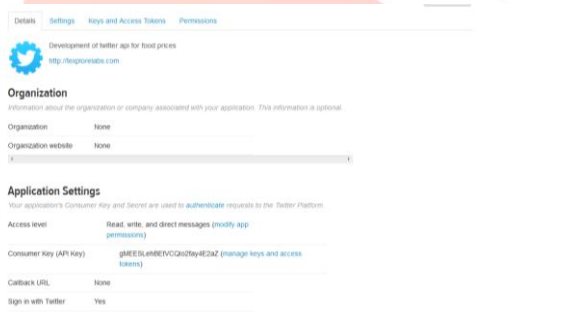 Details Settings Keys and Access Tokens Permissions
Development of twitter api for food prices
Organization
Information about the organization or company associated with your application. This information is optional.
Organization None
Organization website None
Application Settings
Your application's Consumer Key and Secret are used to authenticate requests to the Twitter Platform.
Access level Read, write, and direct messages (modify app
permissions)
Consumer Key (API Key) (manage keys and access
tokens)
Callback URL None
Sign in with Twitter Yes